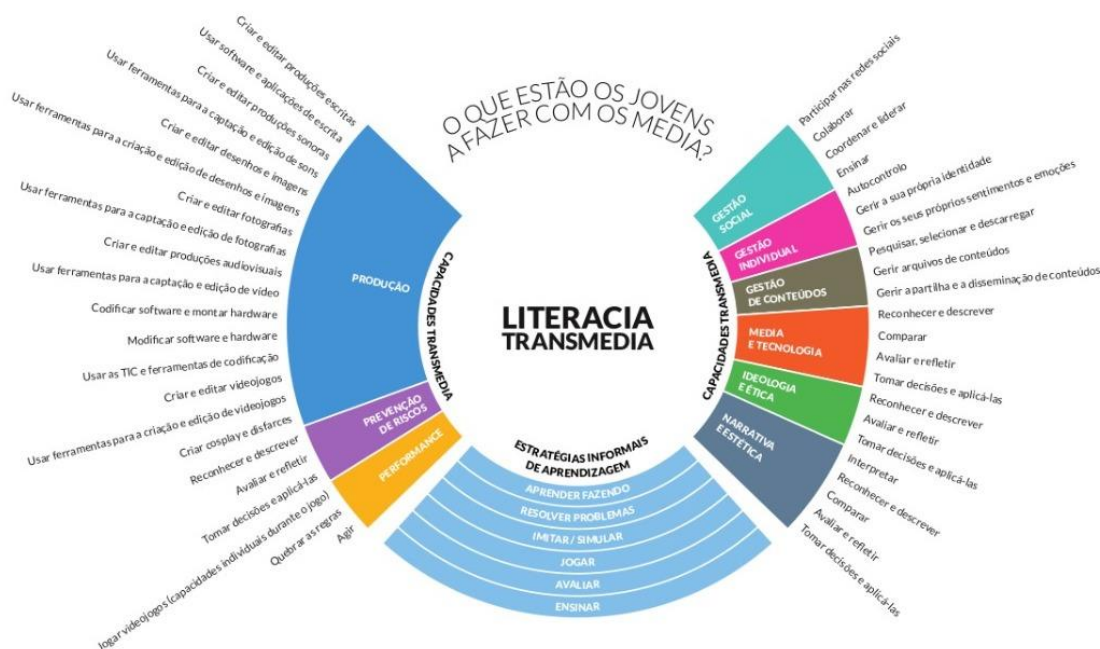 O QUE ESTÃO OS JOVENS
A FAZER COM OS MEDIA?
LITERACIA
TRANSMEDIA
CAPACIDADES TRANSMEDIA
PRODUÇÃO
Criar e editar produções escritas
Usar software e aplicações de escrita
Criar e editar produções sonoras
Usar ferramentas para a captação e edição de sons
Criar e editar desenhos e imagens
Usar ferramentas para a criação e edição de desenhos e imagens
Criar e editar fotografias
Usar ferramentas para a captação e edição de fotografias
Criar e editar produções audiovisuais
Usar ferramentas para a captação e edição de vídeo
Codificar software e montar hardware
Modificar software e hardware
Usar as TIC e ferramentas de codificação
Criar e editar videojogos
Usar ferramentas para a criação e edição de videojogos
Criar cosplay e disfarces
PREVENÇÃO
DE RISCOS
Reconhecer e descrever
Avaliar e refletir
Tomar decisões e aplicá-las
PERFORMANCE
Jogar videojogos (capacidades individuais durante o jogo)
Quebrar as regras
Agir
CAPACIDADES TRANSMEDIA
GESTÃO
SOCIAL
Participar nas redes sociais
Colaborar
Coordenar e liderar
Ensinar
GESTÃO
INDIVIDUAL
Autocontrolo
Gerir a sua própria identidade
Gerir os seus próprios sentimentos e emoções
GESTÃO
DE CONTEÚDOS
Pesquisar, selecionar e descarregar
Gerir arquivos de conteúdos
Gerir a partilha e a disseminação de conteúdos
MEDIA
E TECNOLOGIA
Reconhecer e descrever
Comparar
Avaliar e refletir
Tomar decisões e aplicá-las
IDEOLOGIA
E ÉTICA
Reconhecer e descrever
Avaliar e refletir
Tomar decisões e aplicá-las
NARRATIVA
E ESTÉTICA
Interpretar
Reconhecer e descrever
Comparar
Avaliar e refletir
Tomar decisões e aplicá-las
ESTRATÉGIAS INFORMAIS
DE APRENDIZAGEM
APRENDER FAZENDO
RESOLVER PROBLEMAS
IMITAR / SIMULAR
JOGAR
AVALIAR
ENSINAR